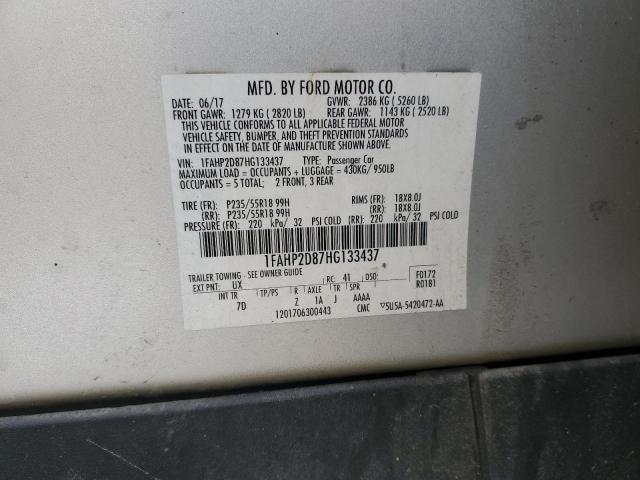 MFD. BY FORD MOTOR CO.
DATE: 06/17 GVWR: 2386 KG ( 5260 LB)
FRONT GAWR: 1279 KG ( 2820 LB) REAR GAWR: 1143 KG ( 2520 LB)
THIS VEHICLE CONFORMS TO ALL APPLICABLE FEDERAL MOTOR
VEHICLE SAFETY, BUMPER, AND THEFT PREVENTION STANDARDS
IN EFFECT ON THE DATE OF MANUFACTURE SHOWN ABOVE.
VIN: 1FAHP2D87HG133437 TYPE: Passenger Car
MAXIMUM LOAD = OCCUPANTS + LUGGAGE = 430KG/ 950LB
OCCUPANTS = 5 TOTAL: 2 FRONT, 3 REAR
TIRE (FR): P235/55R18 99H RIMS (FR): 18X8.0J
(RR): P235/55R18 99H (RR): 18X8.0J
PRESSURE (FR): 220 kPa/ 32 PSI COLD (RR): 220 kPa/ 32 PSI COLD
1FAHP2D87HG133437
TRAILER TOWING - SEE OWNER GUIDE
EXT PNT: UX RC: 41 DSO: F0172
INT TR TP/PS R AXLE TR SPR R0181
7D Z 1A J AAAA
1201706300443 CMC ▽5U5A-5420472-AA